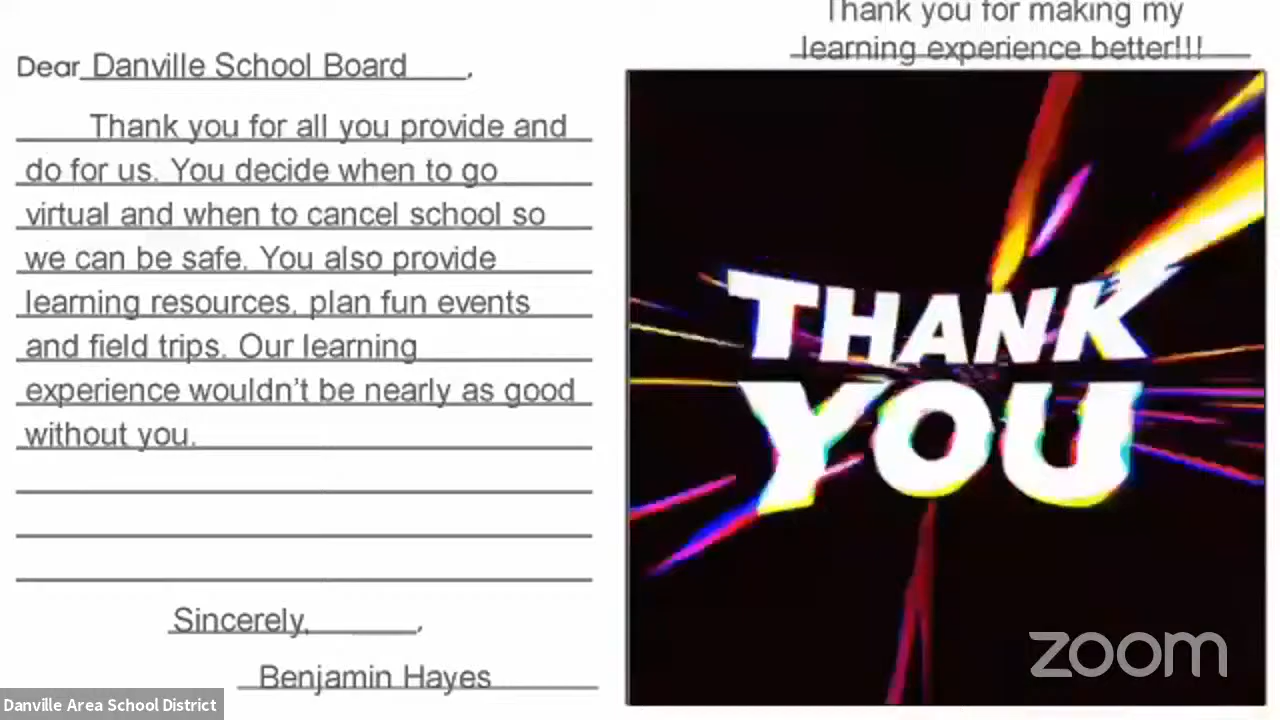 Dear Danville School Board,
Thank you for all you provide and
do for us. You decide when to go
virtual and when to cancel school so
we can be safe. You also provide
learning resources, plan fun events
and field trips. Our learning
experience wouldn't be nearly as good
without you.
Sincerely,
Benjamin Hayes
Thank you for making my
learning experience better!!!
THANK
YOU
zoom
Danville Area School District